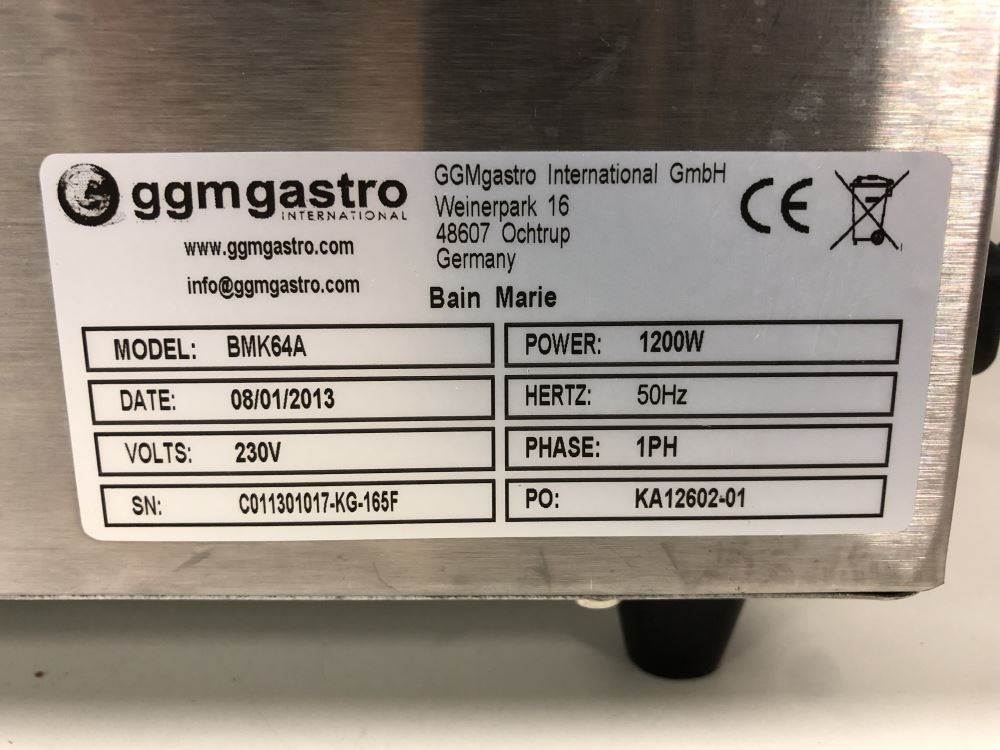 ggmgastro
INTERNATIONAL
www.ggmgastro.com
info@ggmgastro.com
GGMgastro International GmbH
Weinerpark 16
48607 Ochtrup
Germany
CE
Bain Marie
MODEL: BMK64A
POWER: 1200W
DATE: 08/01/2013
HERTZ: 50Hz
VOLTS: 230V
PHASE: 1PH
SN: C011301017-KG-165F
PO: KA12602-01